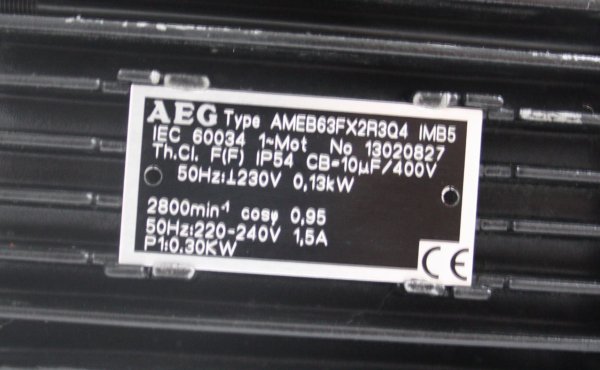 AEG Type AMEB63FX2R3Q4 IMB5
IEC 60034 1~Mot No 13020827
Th.Cl. F(F) IP54 CB=10µF/400V
50Hz:⊥230V 0,13kW
2800min⁻¹ cosφ 0,95
50Hz:220-240V 1,5A
P1:0.30KW
CE